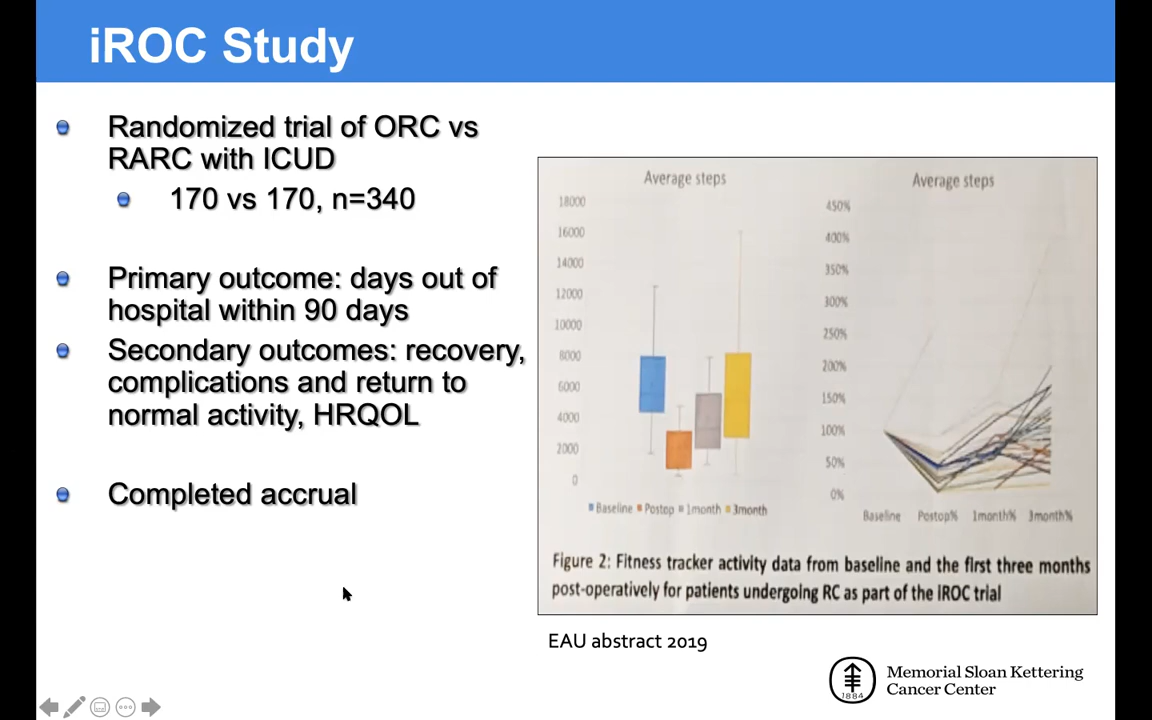 iROC Study
Randomized trial of ORC vs
RARC with ICUD
170 vs 170, n=340
Primary outcome: days out of
hospital within 90 days
Secondary outcomes: recovery,
complications and return to
normal activity, HRQOL
Completed accrual
Average steps
18000
16000
14000
12000
10000
8000
6000
4000
2000
0
Baseline Postop 1month 3month
Average steps
450%
400%
350%
300%
250%
200%
150%
100%
50%
0%
Baseline Postop% 1month% 3month%
Figure 2: Fitness tracker activity data from baseline and the first three months
post-operatively for patients undergoing RC as part of the iROC trial
EAU abstract 2019
1884
Memorial Sloan Kettering
Cancer Center